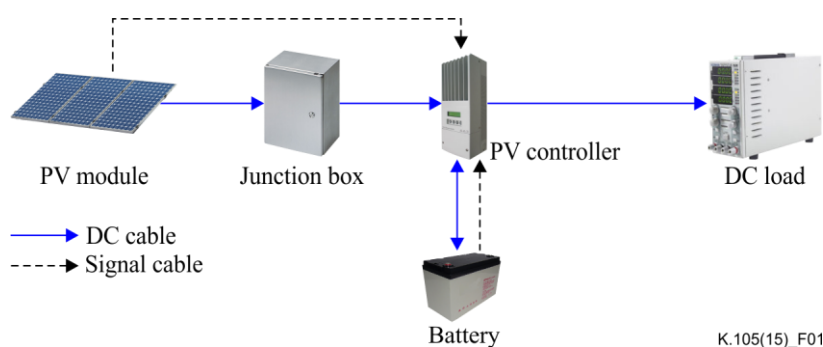 PV module
Junction box
PV controller
DC load
DC cable
Signal cable
Battery
K.105(15)_F01